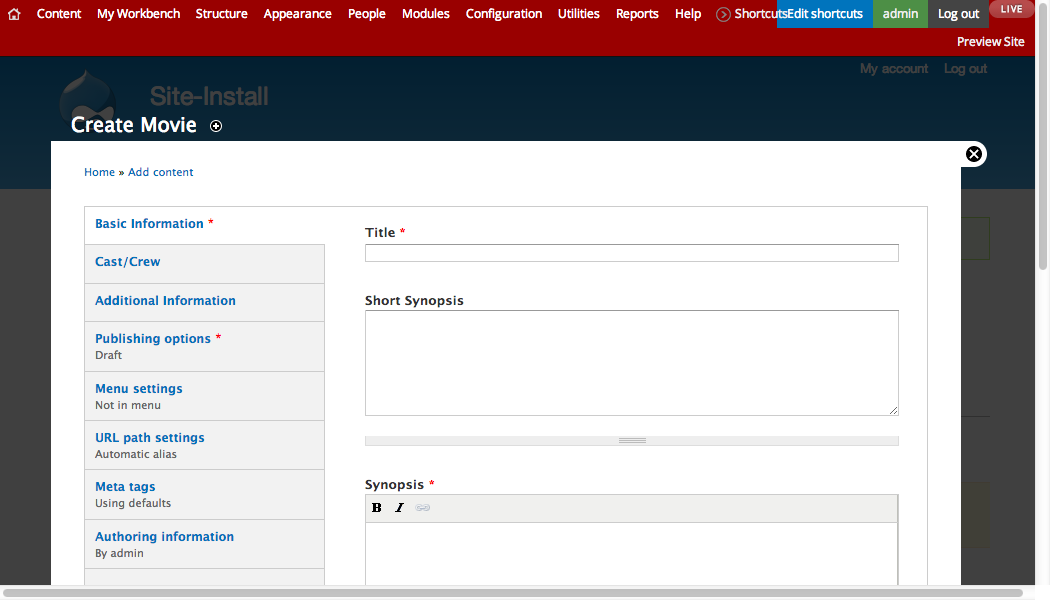 Content My Workbench Structure Appearance People Modules Configuration Utilities Reports Help Shortcuts Edit shortcuts admin Log out LIVE
Preview Site
My account Log out
Site-Install
Create Movie
Home » Add content
Basic Information *
Cast/Crew
Additional Information
Publishing options *
Draft
Menu settings
Not in menu
URL path settings
Automatic alias
Meta tags
Using defaults
Authoring information
By admin
Title *
Short Synopsis
Synopsis *
B I